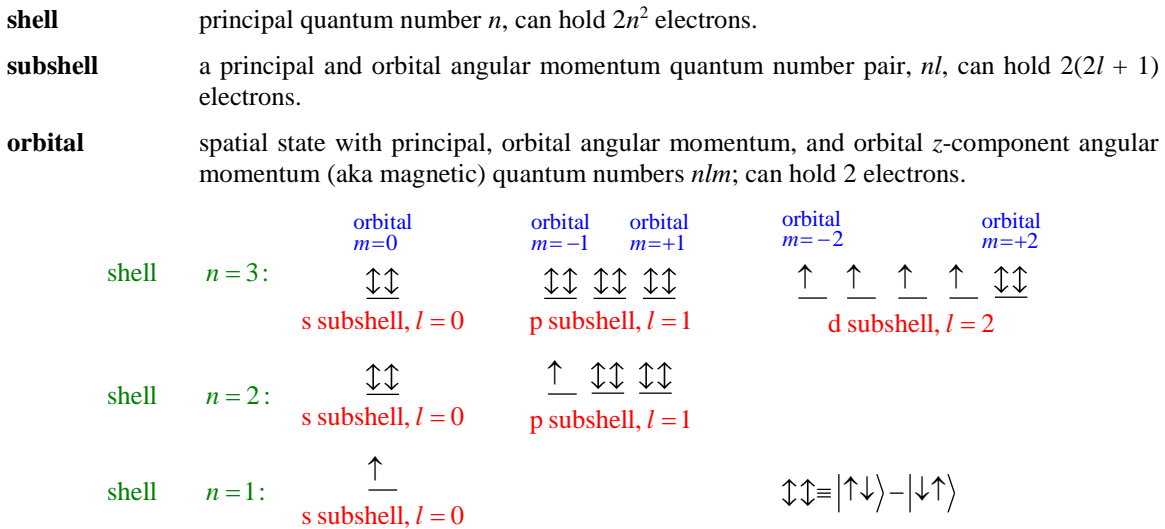 shell principal quantum number n, can hold 2n² electrons.
subshell a principal and orbital angular momentum quantum number pair, nl, can hold 2(2l + 1)
electrons.
orbital spatial state with principal, orbital angular momentum, and orbital z-component angular
momentum (aka magnetic) quantum numbers nlm; can hold 2 electrons.
orbital orbital orbital orbital orbital
m=0 m=−1 m=+1 m=−2 m=+2
shell n=3: ↕↕ ↕↕ ↕↕ ↕↕ ↑ ↑ ↑ ↑ ↕↕
s subshell, l=0 p subshell, l=1 d subshell, l=2
shell n=2: ↕↕ ↑ ↕↕ ↕↕
s subshell, l=0 p subshell, l=1
shell n=1: ↑ ↕↕≡|↑↓⟩−|↓↑⟩
s subshell, l=0